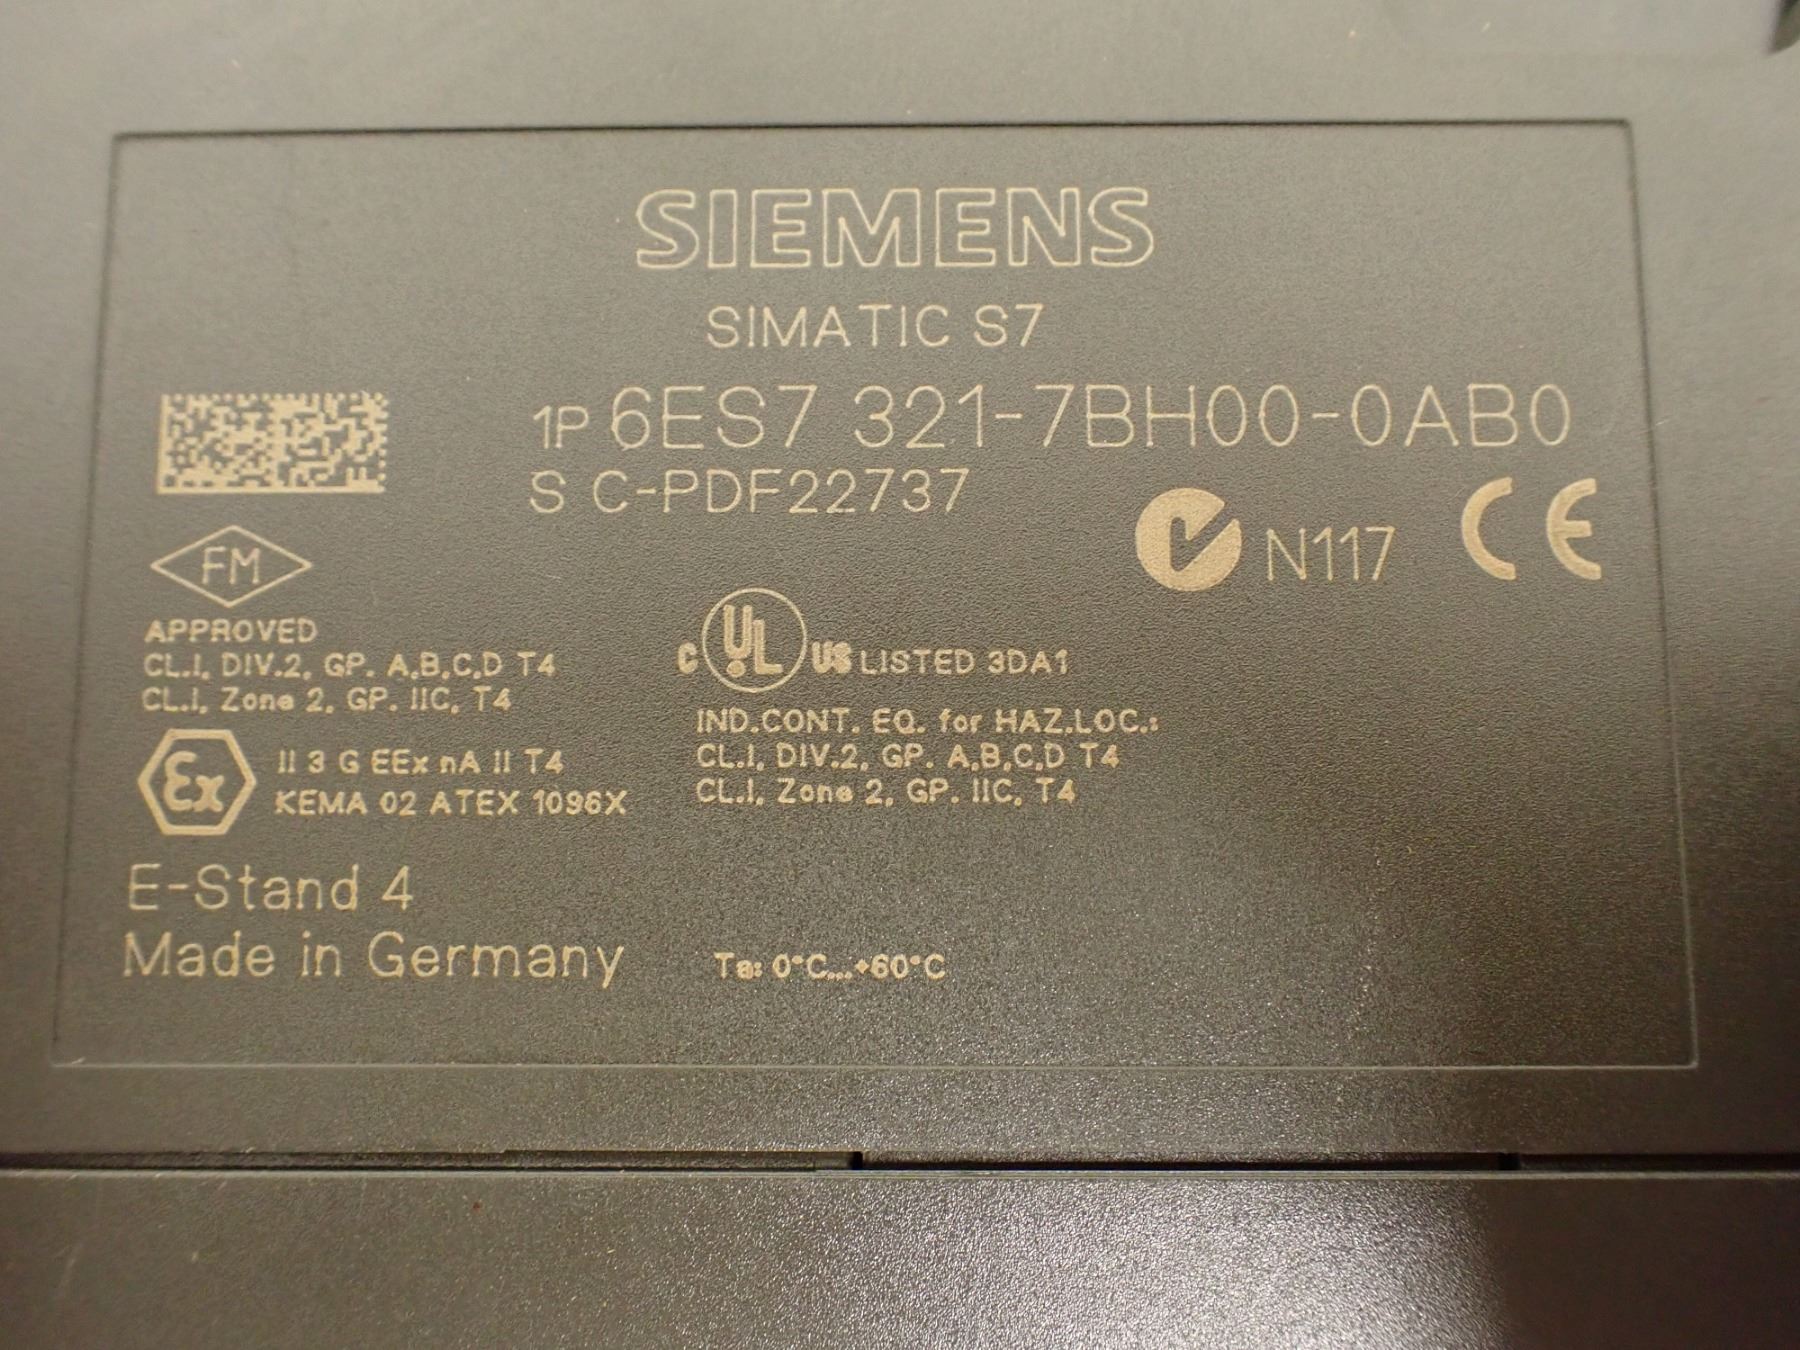 SIEMENS
SIMATIC S7
1P 6ES7 321-7BH00-0AB0
S C-PDF22737
N117 CE
FM
APPROVED
CL.I, DIV.2, GP. A,B,C,D T4
CL.I, Zone 2, GP. IIC, T4
C UL US LISTED 3DA1
IND.CONT. EQ. for HAZ.LOC.:
CL.I, DIV.2, GP. A,B,C,D T4
CL.I, Zone 2, GP. IIC, T4
Ex II 3 G EEx nA II T4
KEMA 02 ATEX 1096X
E-Stand 4
Made in Germany
Ta: 0°C...+60°C